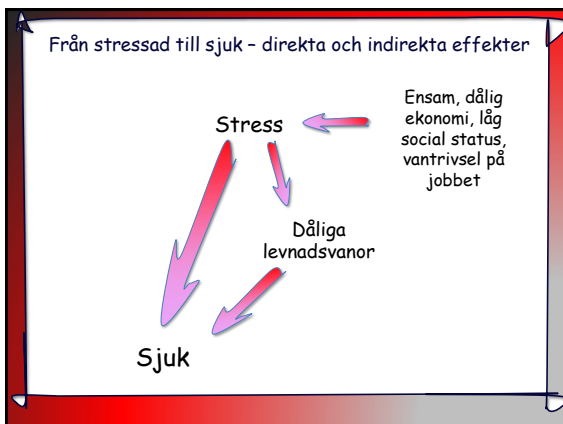 Från stressad till sjuk – direkta och indirekta effekter
Ensam, dålig
ekonomi, låg
social status,
vantrivsel på
jobbet
Stress
Dåliga
levnadsvanor
Sjuk